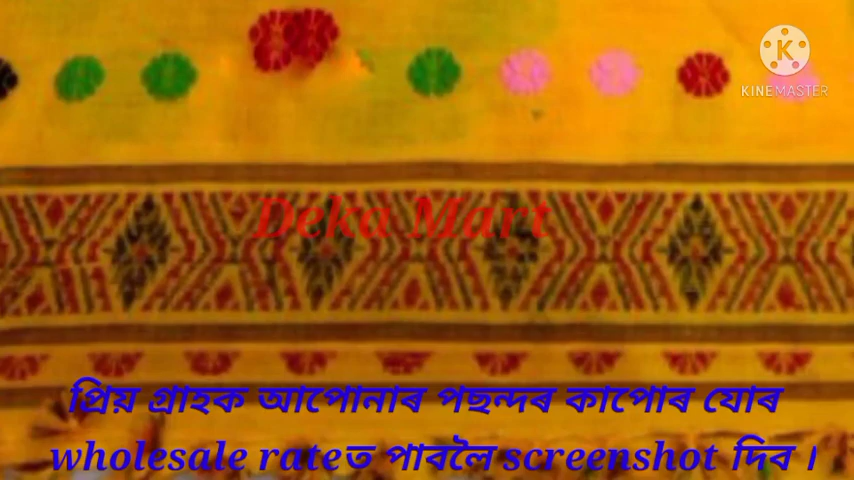 K
KINEMASTER
Deka Mart
প্ৰিয় গ্ৰাহক আপোনাৰ পছন্দৰ কাপোৰ যোৰ
wholesale rateত পাবলৈ screenshot দিব।